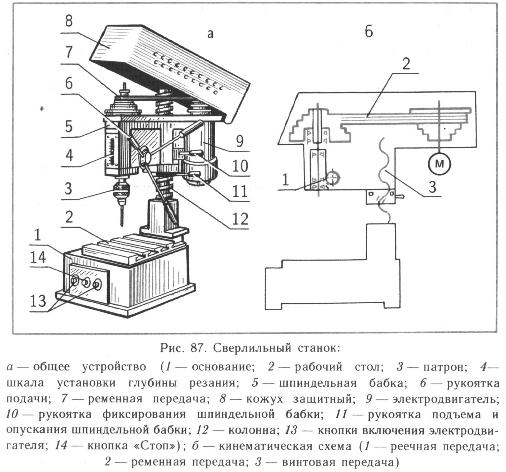 8
а
б
7
2
6
5
9
4
10
М
3
11
1
3
2
12
1
14
13
Рис. 87. Сверлильный станок:
а — общее устройство (1 — основание; 2 — рабочий стол; 3 — патрон; 4—
шкала установки глубины резания; 5 — шпиндельная бабка; 6 — рукоятка
подачи; 7 — ременная передача; 8 — кожух защитный; 9 — электродвигатель;
10 — рукоятка фиксирования шпиндельной бабки; 11 — рукоятка подъема и
опускания шпиндельной бабки; 12 — колонна; 13 — кнопки включения электродви-
гателя; 14 — кнопка «Стоп»); б — кинематическая схема (1 — реечная передача;
2 — ременная передача; 3 — винтовая передача)